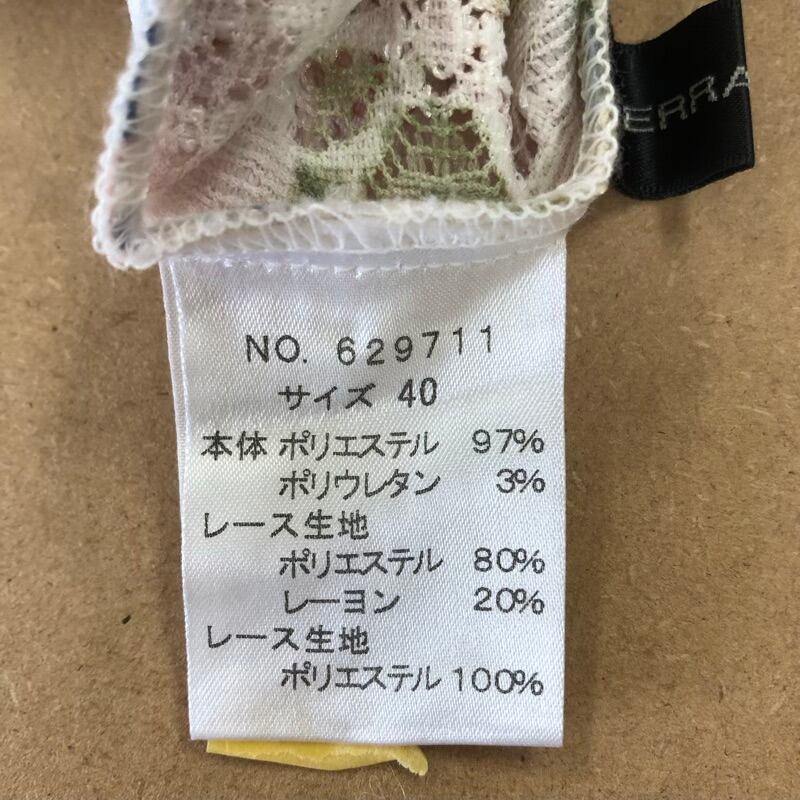 ERRA
NO. 629711
サイズ 40
本体 ポリエステル 97%
ポリウレタン 3%
レース生地
ポリエステル 80%
レーヨン 20%
レース生地
ポリエステル 100%